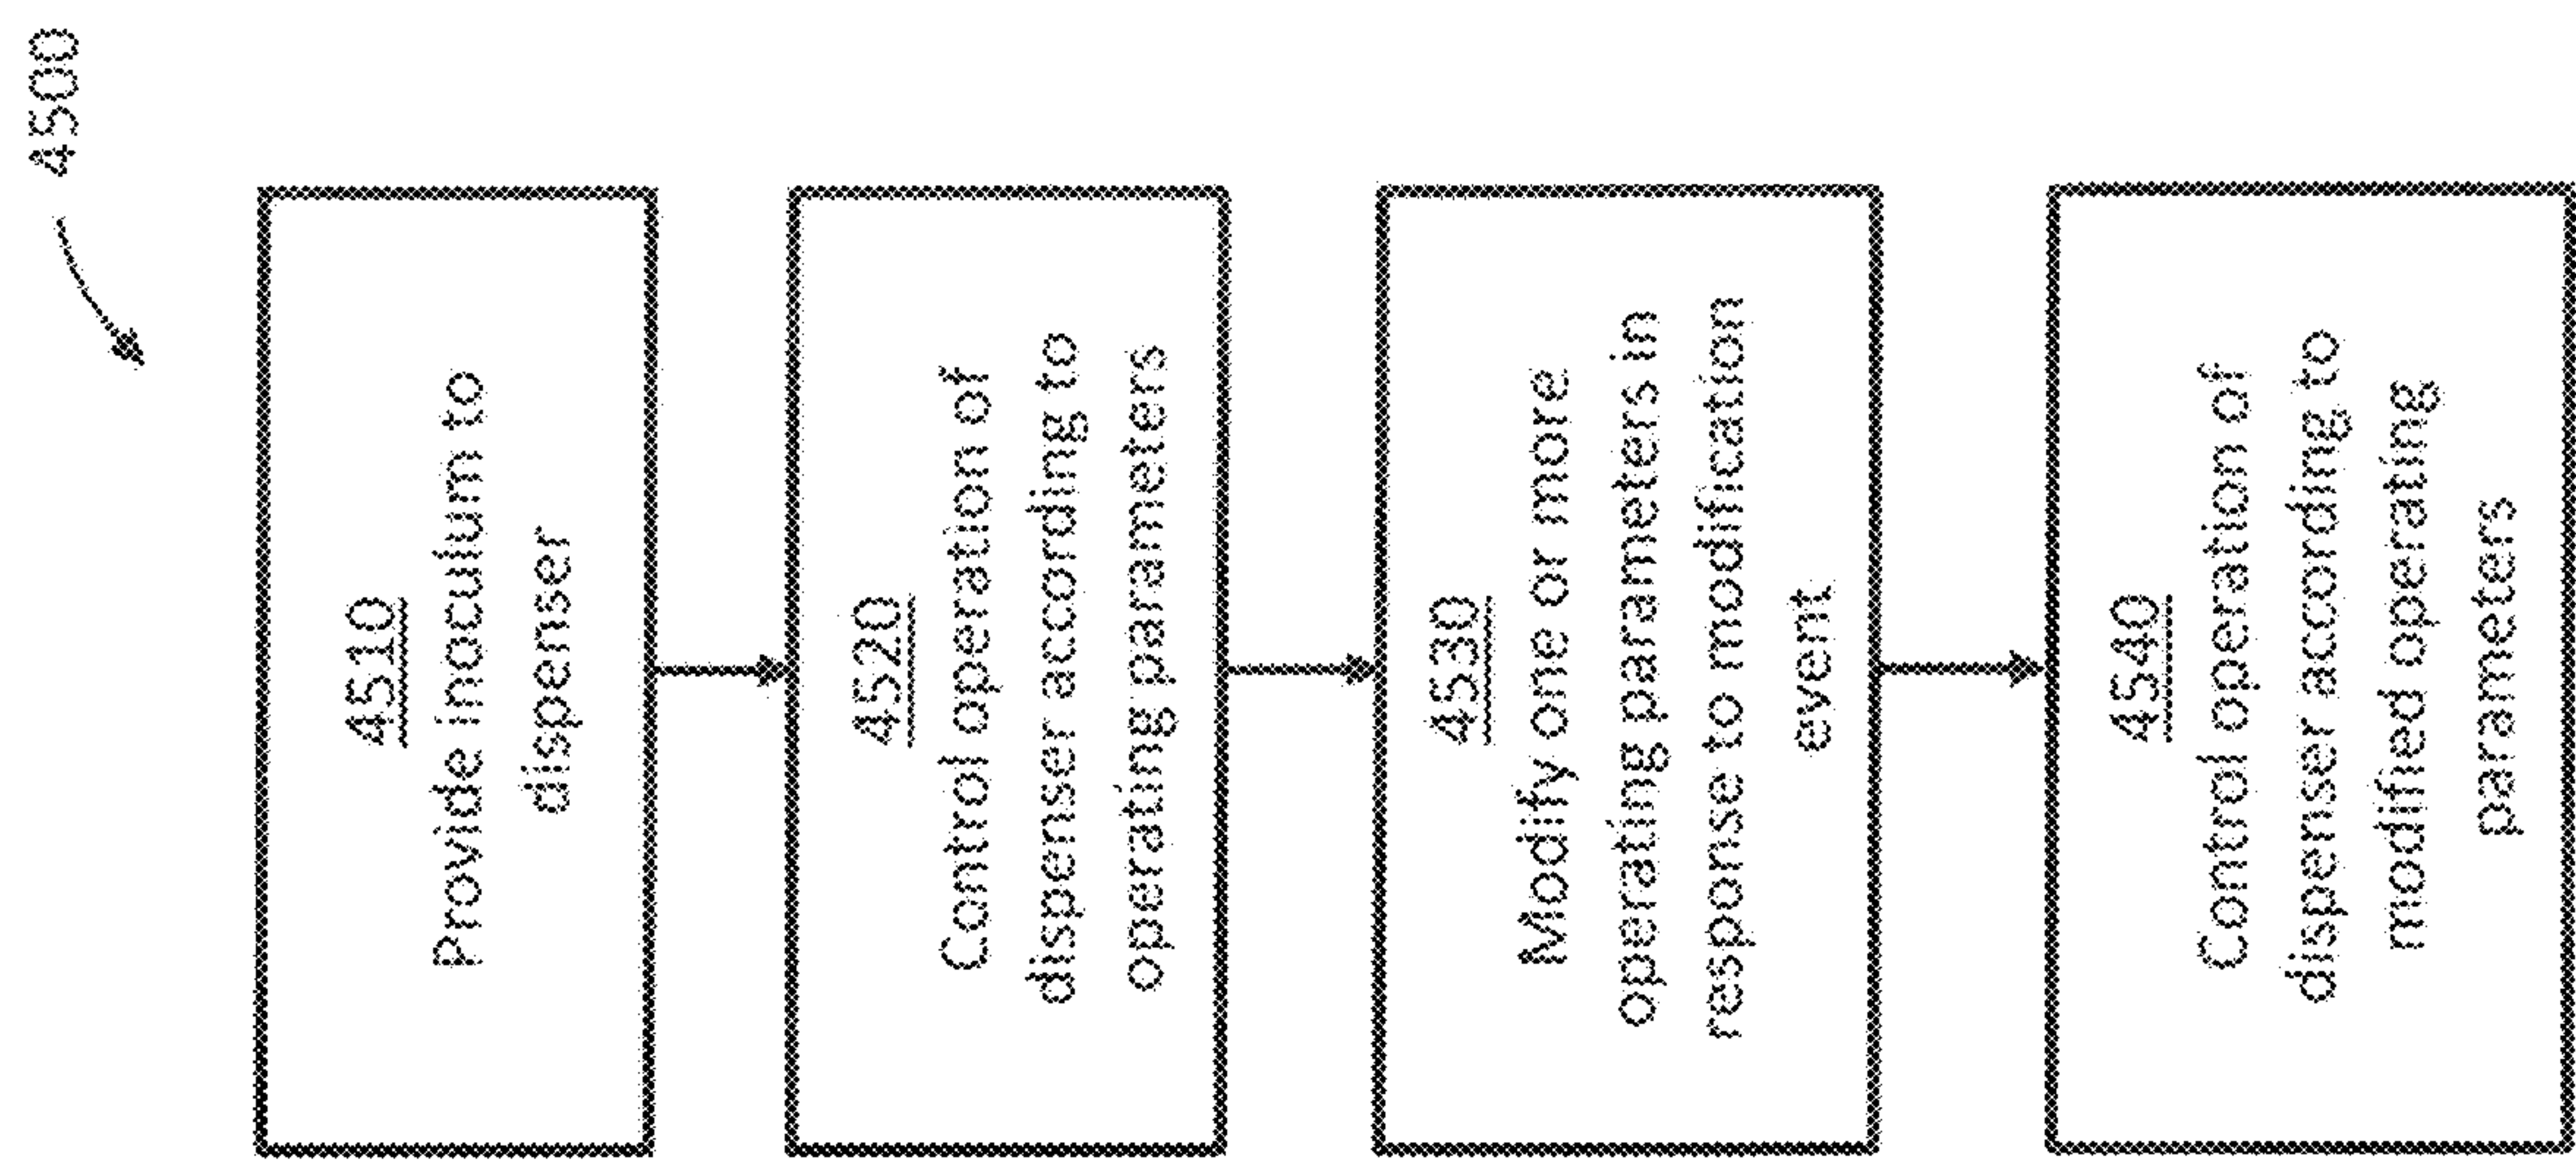 4500
4510
Provide inoculum to
dispenser
4520
Control operation of
dispenser according to
operating parameters
4530
Modify one or more
operating parameters in
response to modification
event
4540
Control operation of
dispenser according to
modified operating
parameters